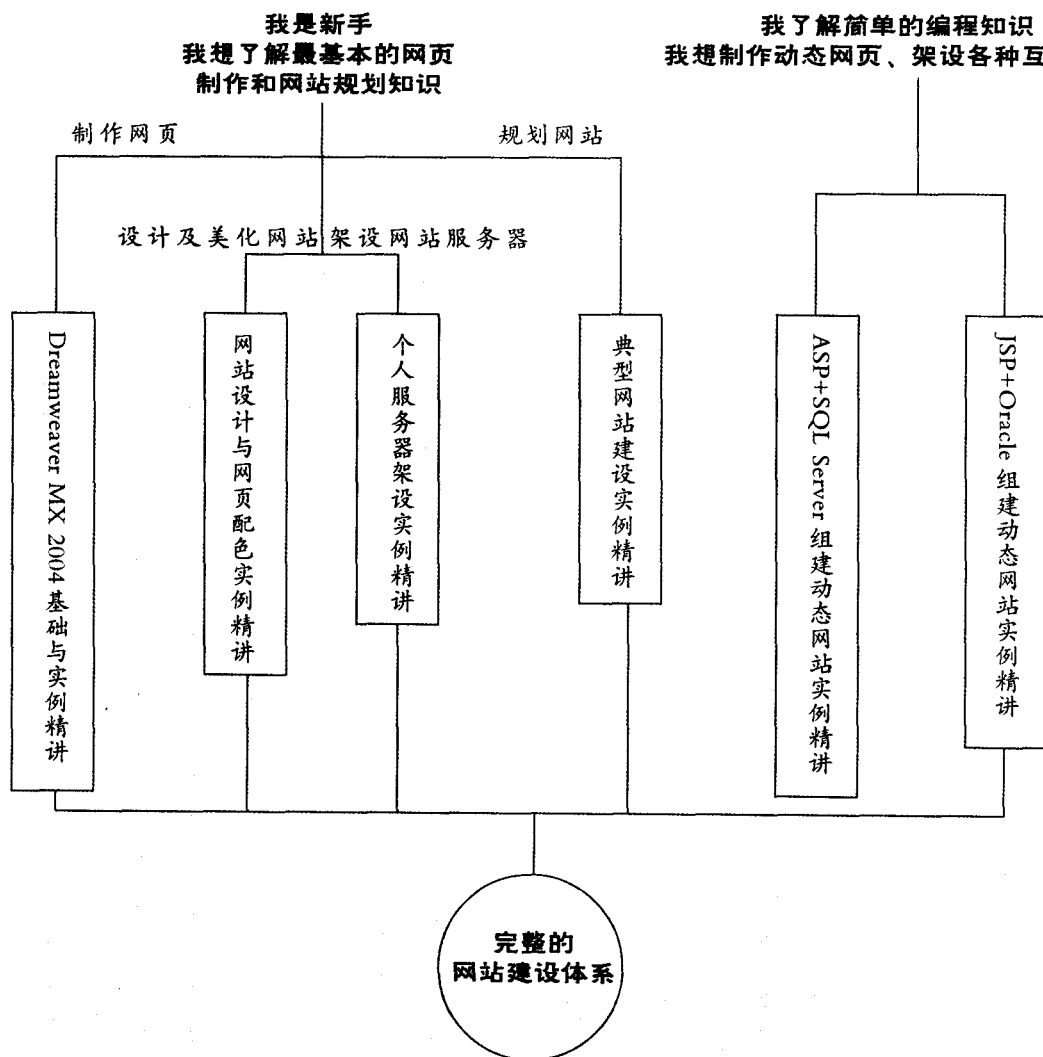 我是新手
我想了解最基本的网页
制作和网站规划知识
我了解简单的编程知识
我想制作动态网页、架设各种互
制作网页
规划网站
设计及美化网站
架设网站服务器
Dreamweaver MX 2004基础与实例精讲
网站设计与网页配色实例精讲
个人服务器架设实例精讲
典型网站建设实例精讲
ASP+SQL Server 组建动态网站实例精讲
JSP+Oracle 组建动态网站实例精讲
完整的
网站建设体系